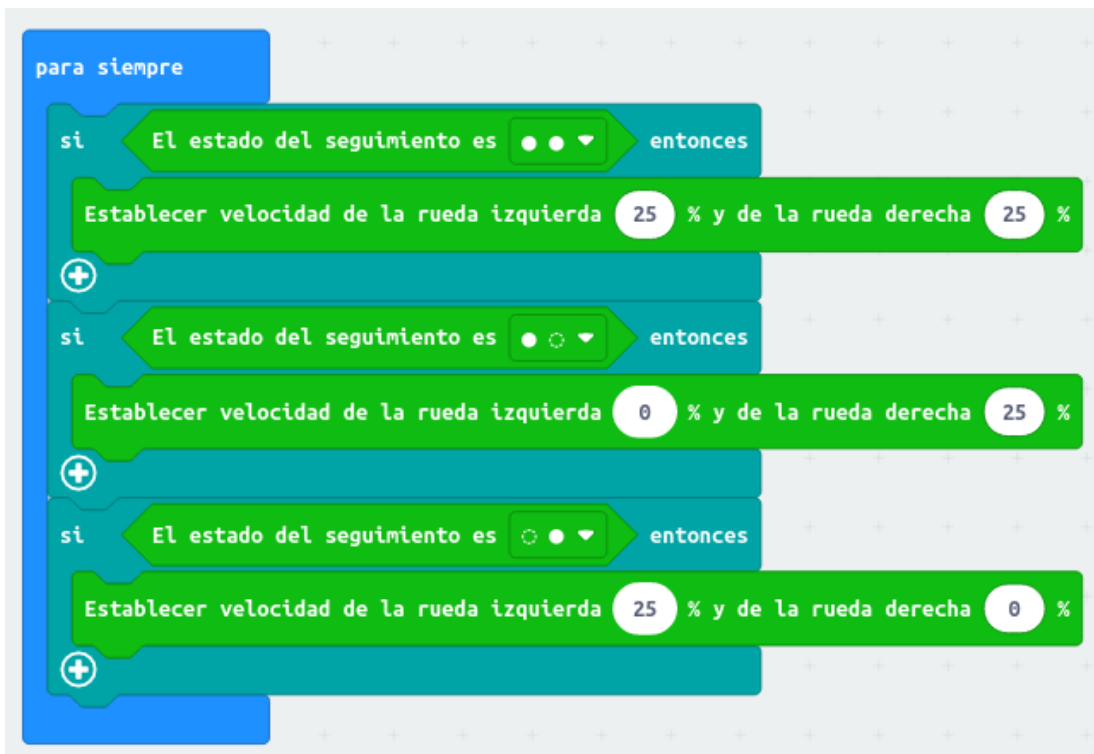 para siempre
si El estado del seguimiento es ● ● entonces
Establecer velocidad de la rueda izquierda 25 % y de la rueda derecha 25 %
si El estado del seguimiento es ● ◌ entonces
Establecer velocidad de la rueda izquierda 0 % y de la rueda derecha 25 %
si El estado del seguimiento es ◌ ● entonces
Establecer velocidad de la rueda izquierda 25 % y de la rueda derecha 0 %